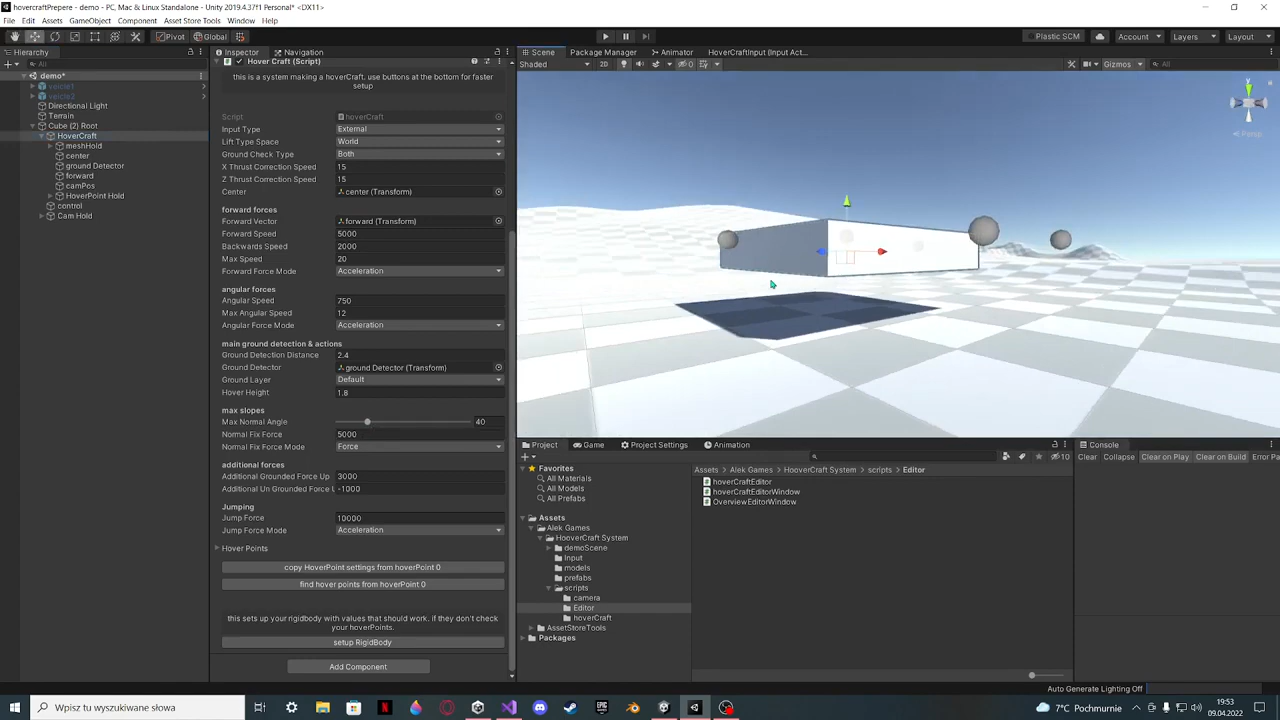 hovercraftPrepere - demo - PC, Mac & Linux Standalone - Unity 2019.4.37f1 Personal* <DX11>
File Edit Assets GameObject Component Asset Store Tools Window Help
Pivot Global
Plastic SCM Account Layers Layout
Hierarchy
All
demo*
veicle1
veicle2
Directional Light
Terrain
Cube (2) Root
HoverCraft
meshHold
center
ground Detector
forward
camPos
HoverPoint Hold
control
Cam Hold
Inspector Navigation
Hover Craft (Script)
this is a system making a hoverCraft. use buttons at the bottom for faster
setup
Script hoverCraft
Input Type External
Lift Type Space World
Ground Check Type Both
X Thrust Correction Speed 15
Z Thrust Correction Speed 15
Center center (Transform)
forward forces
Forward Vector forward (Transform)
Forward Speed 5000
Backwards Speed 2000
Max Speed 20
Forward Force Mode Acceleration
angular forces
Angular Speed 750
Max Angular Speed 12
Angular Force Mode Acceleration
main ground detection & actions
Ground Detection Distance 2.4
Ground Detector ground Detector (Transform)
Ground Layer Default
Hover Height 1.8
max slopes
Max Normal Angle 40
Normal Fix Force 5000
Normal Fix Force Mode Force
additional forces
Additional Grounded Force Up 3000
Additional Un Grounded Force -1000
Jumping
Jump Force 10000
Jump Force Mode Acceleration
Hover Points
copy HoverPoint settings from hoverPoint 0
find hover points from hoverPoint 0
this sets up your rigidbody with values that should work. if they don't check
your hoverPoints.
setup RigidBody
Add Component
Scene Package Manager Animator HoverCraftInput (Input Act...
Shaded 2D 0 Gizmos All
y
Persp
Project Game Project Settings Animation
10
Favorites
All Materials
All Models
All Prefabs
Assets
Alek Games
HooverCraft System
demoScene
Input
models
prefabs
scripts
camera
Editor
hoverCraft
AssetStoreTools
Packages
Assets > Alek Games > HooverCraft System > scripts > Editor
hoverCraftEditor
hoverCraftEditorWindow
OverviewEditorWindow
Console
Clear Collapse Clear on Play Clear on Build Error Pa
Auto Generate Lighting Off
Wpisz tu wyszukiwane słowa
7°C Pochmurnie
19:53
09.04.2022